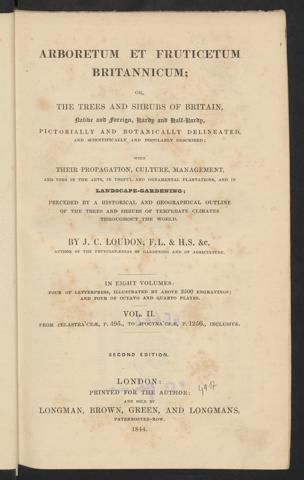 ARBORETUM ET FRUTICETUM
BRITANNICUM;
OR,
THE TREES AND SHRUBS OF BRITAIN,
Native and Foreign, Hardy and Half-Hardy,
PICTORIALLY AND BOTANICALLY DELINEATED,
AND SCIENTIFICALLY AND POPULARLY DESCRIBED;
WITH
THEIR PROPAGATION, CULTURE, MANAGEMENT,
AND USES IN THE ARTS, IN USEFUL AND ORNAMENTAL PLANTATIONS, AND IN
LANDSCAPE-GARDENING;
PRECEDED BY A HISTORICAL AND GEOGRAPHICAL OUTLINE
OF THE TREES AND SHRUBS OF TEMPERATE CLIMATES
THROUGHOUT THE WORLD.
BY J. C. LOUDON, F.L. & H.S. &c.
AUTHOR OF THE ENCYCLOPÆDIAS OF GARDENING AND OF AGRICULTURE.
IN EIGHT VOLUMES:
FOUR OF LETTERPRESS, ILLUSTRATED BY ABOVE 2500 ENGRAVINGS;
AND FOUR OF OCTAVO AND QUARTO PLATES.
VOL. II.
FROM CELASTRA'CEÆ, P. 495., TO APOCYNA'CEÆ, P. 1256., INCLUSIVE.
SECOND EDITION.
LONDON:
PRINTED FOR THE AUTHOR;
AND SOLD BY
LONGMAN, BROWN, GREEN, AND LONGMANS,
PATERNOSTER-ROW.
1844.